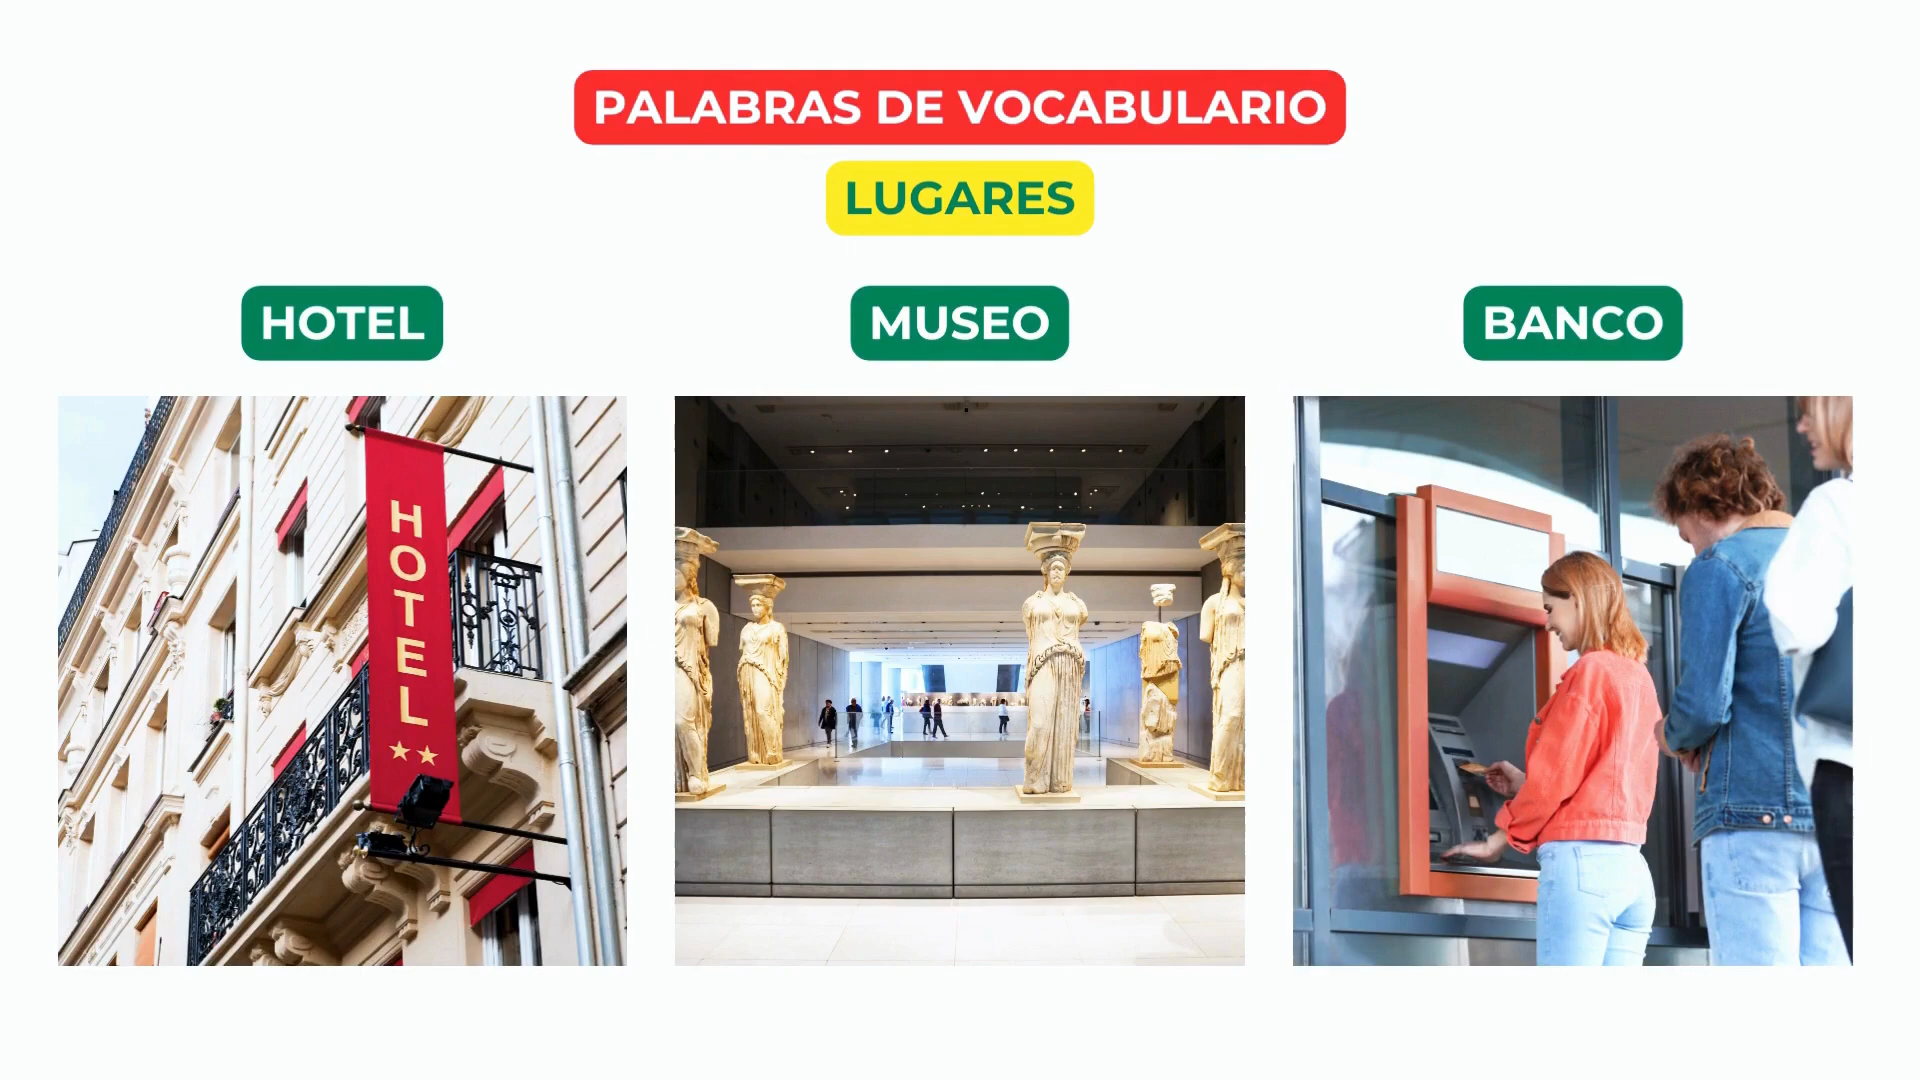 PALABRAS DE VOCABULARIO
LUGARES
HOTEL
MUSEO
BANCO
HOTEL